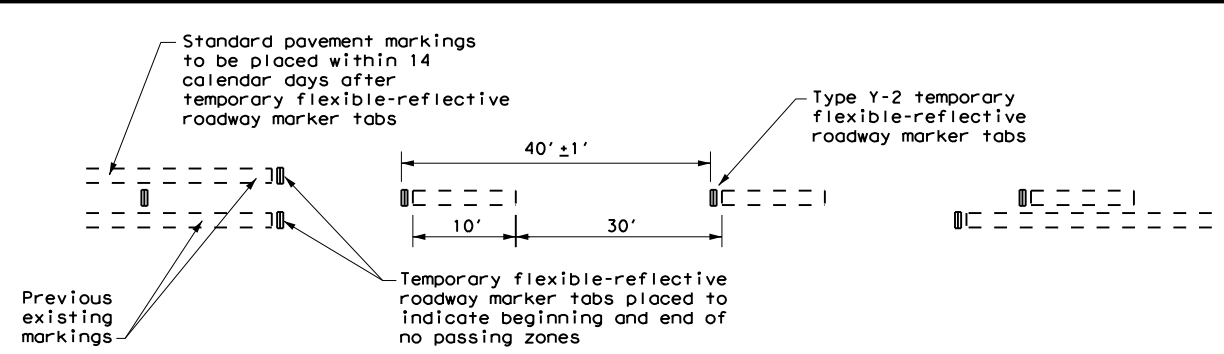 Standard pavement markings
to be placed within 14
calendar days after
temporary flexible-reflective
roadway marker tabs
Type Y-2 temporary
flexible-reflective
roadway marker tabs
40' ±1'
10'
30'
Previous
existing
markings
Temporary flexible-reflective
roadway marker tabs placed to
indicate beginning and end of
no passing zones